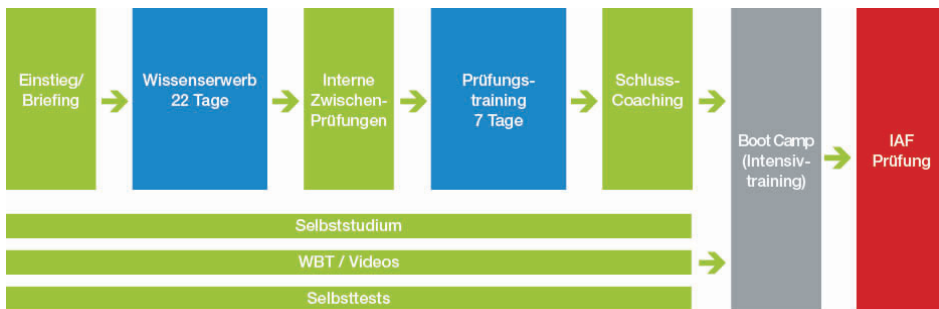 Einstieg/
Briefing
Wissenserwerb
22 Tage
Interne
Zwischen-
Prüfungen
Prüfungs-
training
7 Tage
Schluss-
Coaching
Boot Camp
(Intensiv-
training)
IAF
Prüfung
Selbststudium
WBT / Videos
Selbsttests